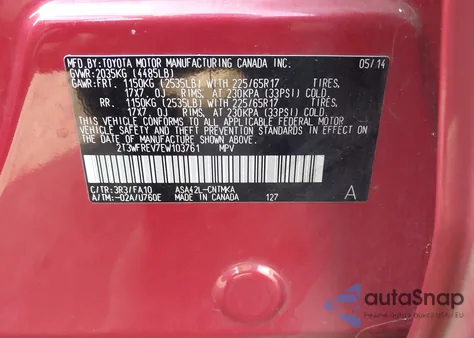 MFD. BY: TOYOTA MOTOR MANUFACTURING CANADA INC. 05/14
GVWR: 2035KG (4485LB)
GAWR: FRT. 1150KG (2535LB) WITH 225/65R17 TIRES,
17X7. 0J RIMS, AT 230KPA (33PSI) COLD.
RR. 1150KG (2535LB) WITH 225/65R17 TIRES,
17X7. 0J RIMS, AT 230KPA (33PSI) COLD.
THIS VEHICLE CONFORMS TO ALL APPLICABLE FEDERAL MOTOR
VEHICLE SAFETY, BUMPER, AND THEFT PREVENTION STANDARDS
IN EFFECT ON THE DATE OF MANUFACTURE SHOWN ABOVE.
2T3WFREV7EW103761 MPV
C/TR:3R3/FA10 ASA42L-CNTMKA A
A/TM:-02A/U760E MADE IN CANADA 127
autoSnap